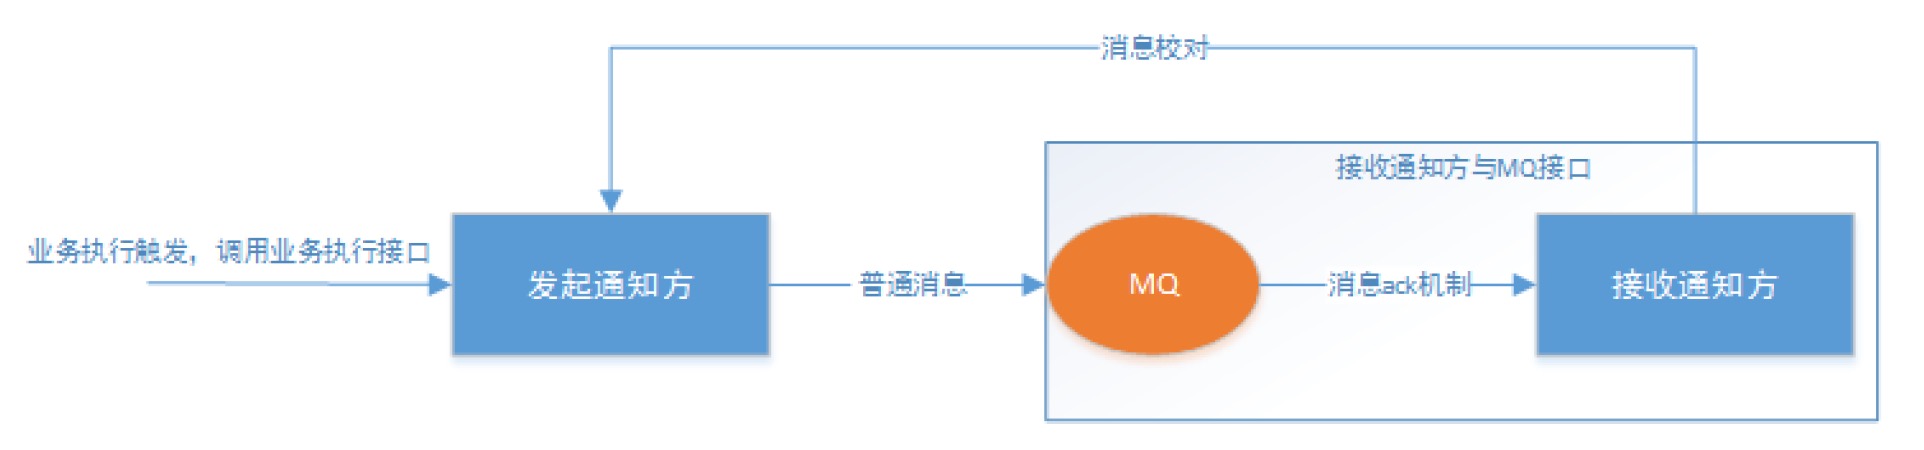 消息校对
接收通知方与MQ接口
业务执行触发，调用业务执行接口
发起通知方
普通消息
MQ
消息ack机制
接收通知方